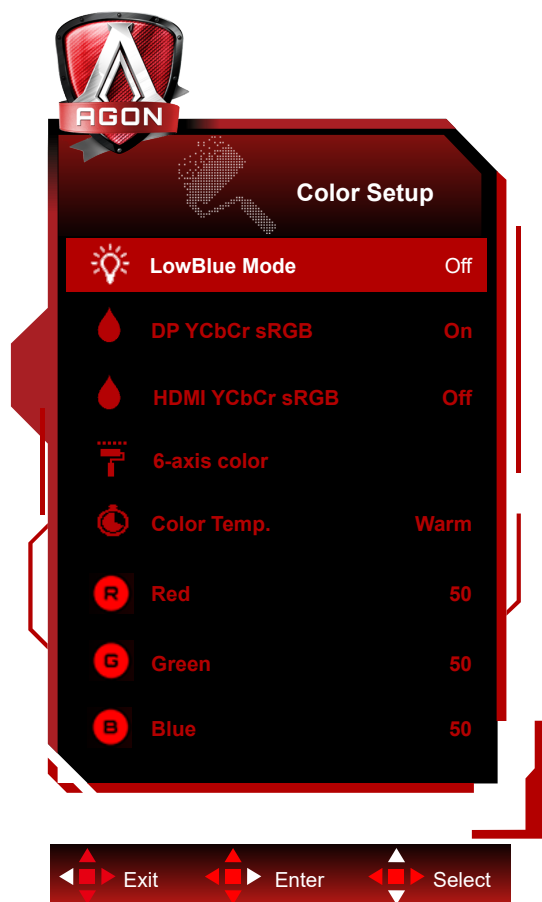 AGON
Color Setup
LowBlue Mode Off
DP YCbCr sRGB On
HDMI YCbCr sRGB Off
6-axis color
Color Temp. Warm
R Red 50
G Green 50
B Blue 50
Exit Enter Select